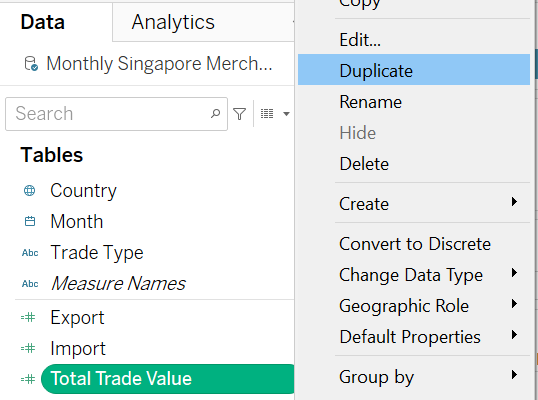 Data
Analytics
Monthly Singapore Merch...
Search
Tables
Country
Month
Abc Trade Type
Abc Measure Names
Export
Import
Total Trade Value
Copy
Edit...
Duplicate
Rename
Hide
Delete
Create
Convert to Discrete
Change Data Type
Geographic Role
Default Properties
Group by